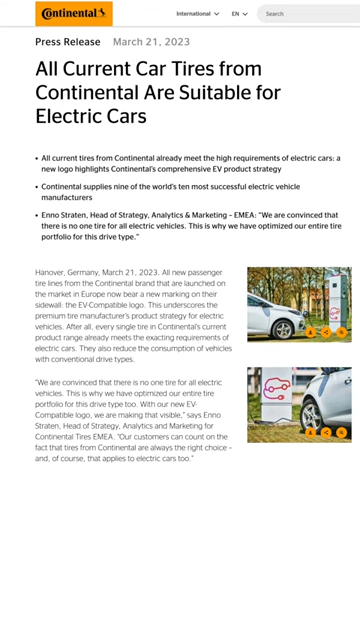 Continental
International
EN
Search
Press Release March 21, 2023
All Current Car Tires from
Continental Are Suitable for
Electric Cars
• All current tires from Continental already meet the high requirements of electric cars: a
new logo highlights Continental's comprehensive EV product strategy
• Continental supplies nine of the world's ten most successful electric vehicle
manufacturers
• Enno Straten, Head of Strategy, Analytics & Marketing – EMEA: "We are convinced that
there is no one tire for all electric vehicles. This is why we have optimized our entire tire
portfolio for this drive type."
Hanover, Germany, March 21, 2023. All new passenger
tire lines from the Continental brand that are launched on
the market in Europe now bear a new marking on their
sidewall: the EV-Compatible logo. This underscores the
premium tire manufacturer's product strategy for electric
vehicles. After all, every single tire in Continental's current
product range already meets the exacting requirements of
electric cars. They also reduce the consumption of vehicles
with conventional drive types.
"We are convinced that there is no one tire for all electric
vehicles. This is why we have optimized our entire tire
portfolio for this drive type too. With our new EV-
Compatible logo, we are making that visible," says Enno
Straten, Head of Strategy, Analytics and Marketing for
Continental Tires EMEA. "Our customers can count on the
fact that tires from Continental are always the right choice –
and, of course, that applies to electric cars too."